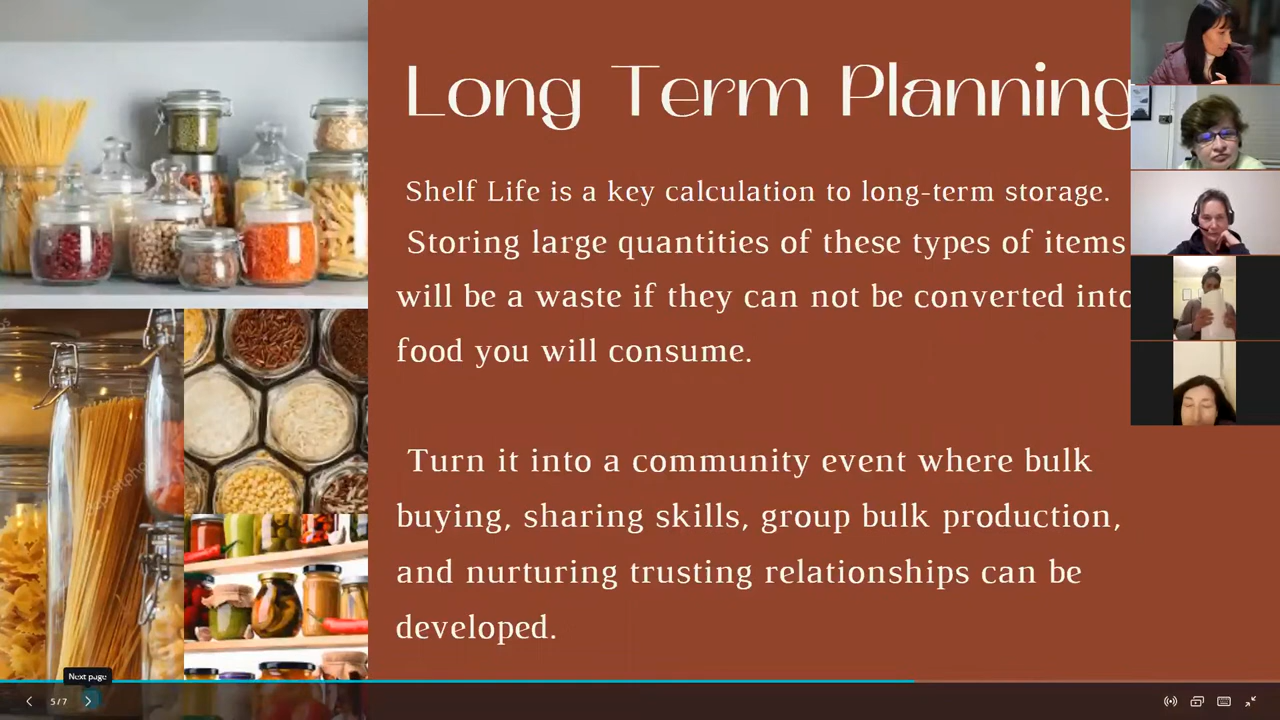 Long Term Planning
Shelf Life is a key calculation to long-term storage.
Storing large quantities of these types of items
will be a waste if they can not be converted into
food you will consume.
Turn it into a community event where bulk
buying, sharing skills, group bulk production,
and nurturing trusting relationships can be
developed.
depositphotos
Next page
5/7